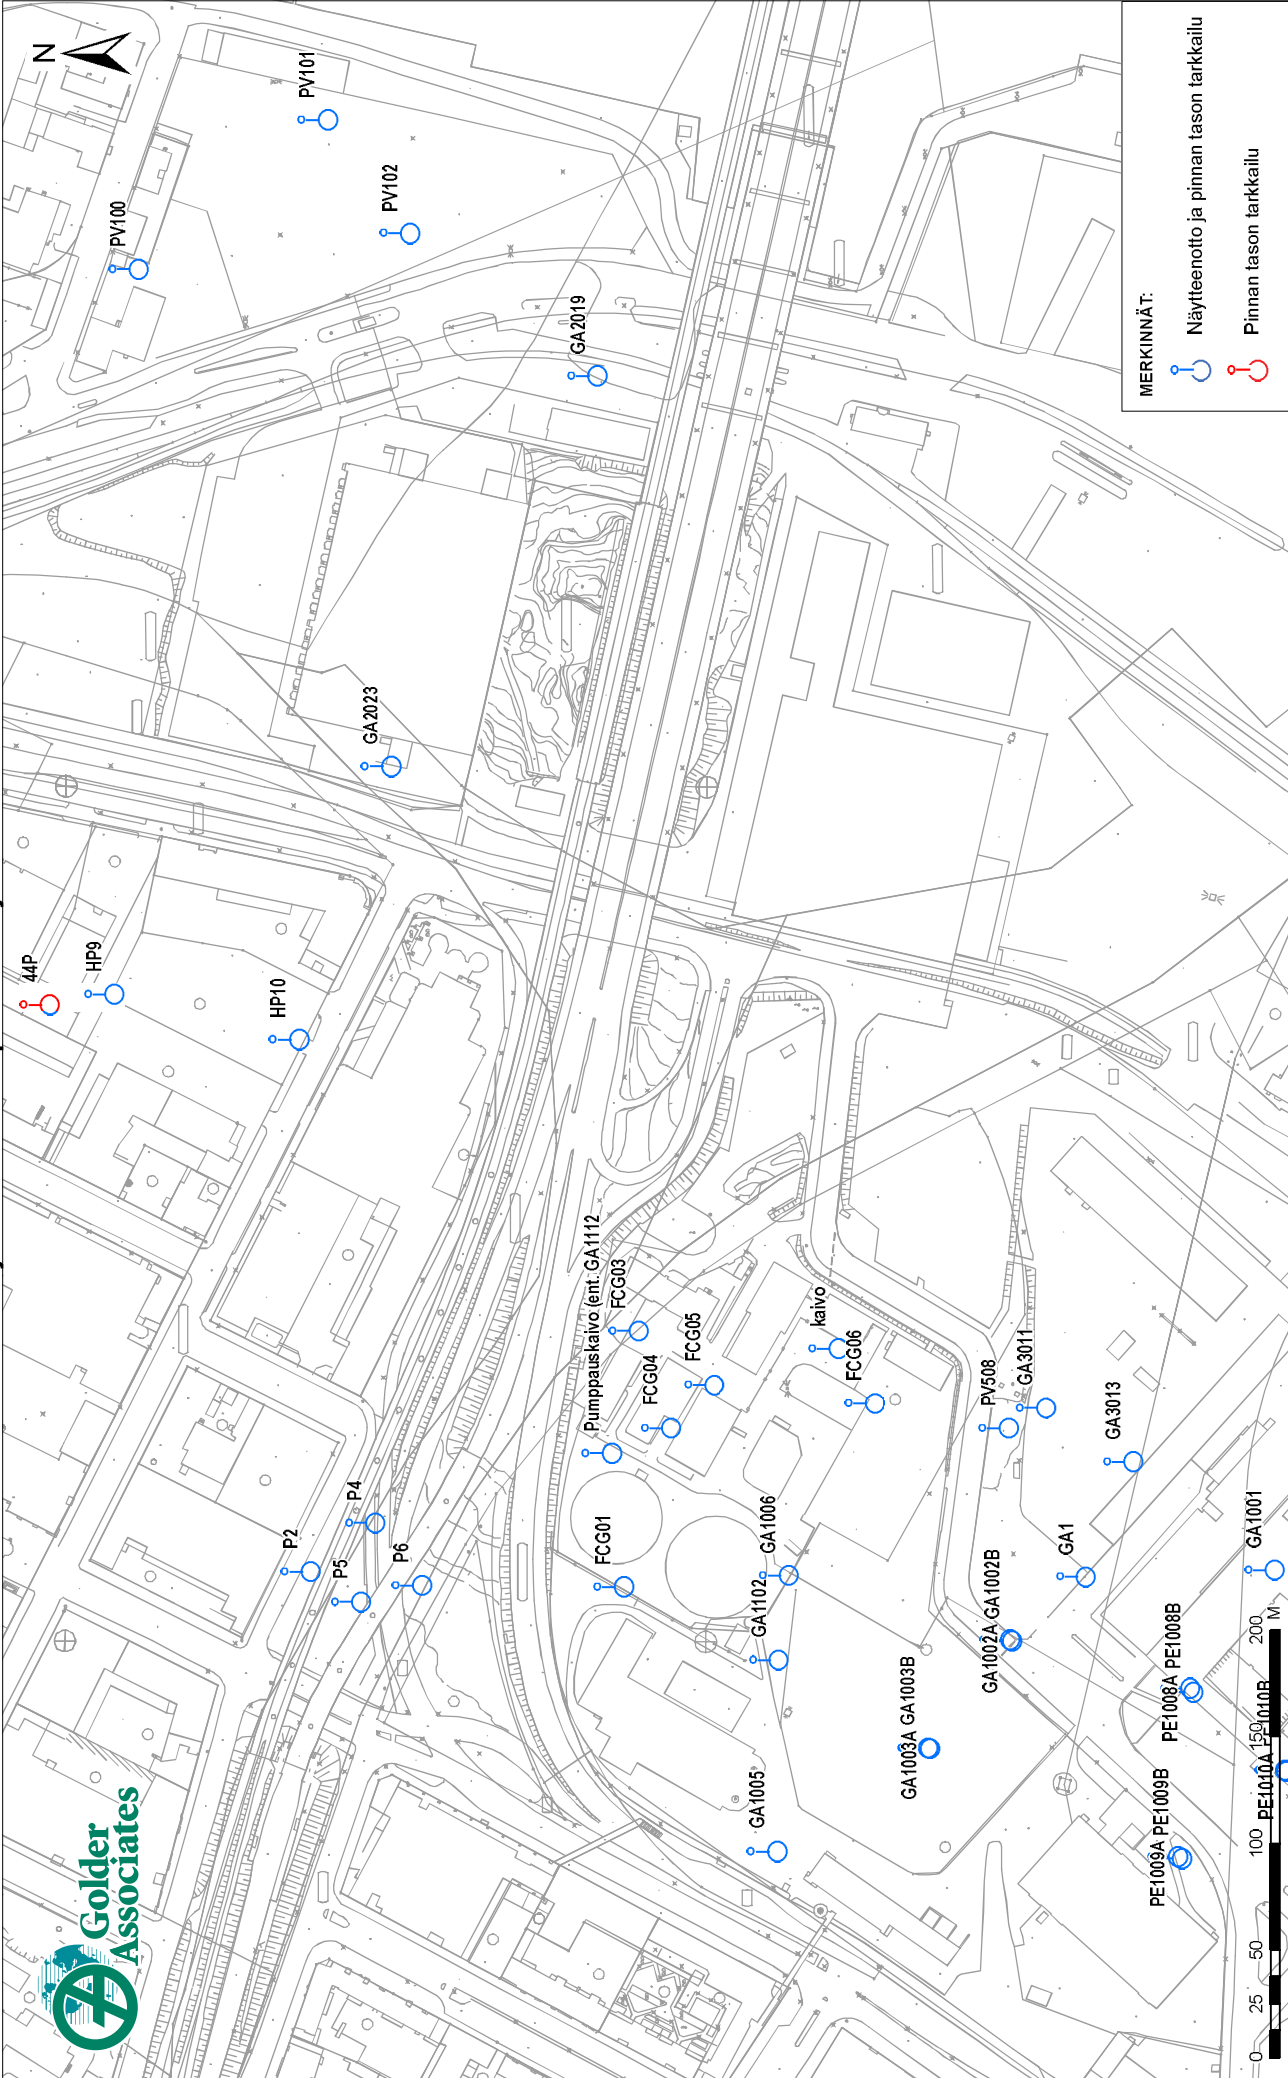 Golder
Associates
N
44P
HP9
HP10
PV100
PV101
PV102
GA2019
GA2023
P2
P4
P5
P6
Pumppauskaivo (ent. GA1112
FCG03
FCG04
FCG05
FCG01
kaivo
FCG06
GA1006
GA1102
GA1005
PV508
GA3011
GA3013
GA1002A GA1002B
GA1
GA1003A GA1003B
GA1001
PE1008A PE1008B
PE1009A PE1009B
PE1010A PE1010B
0 25 50 100 150 200
M
MERKINNÄT:
Näytteenotto ja pinnan tason tarkkailu
Pinnan tason tarkkailu